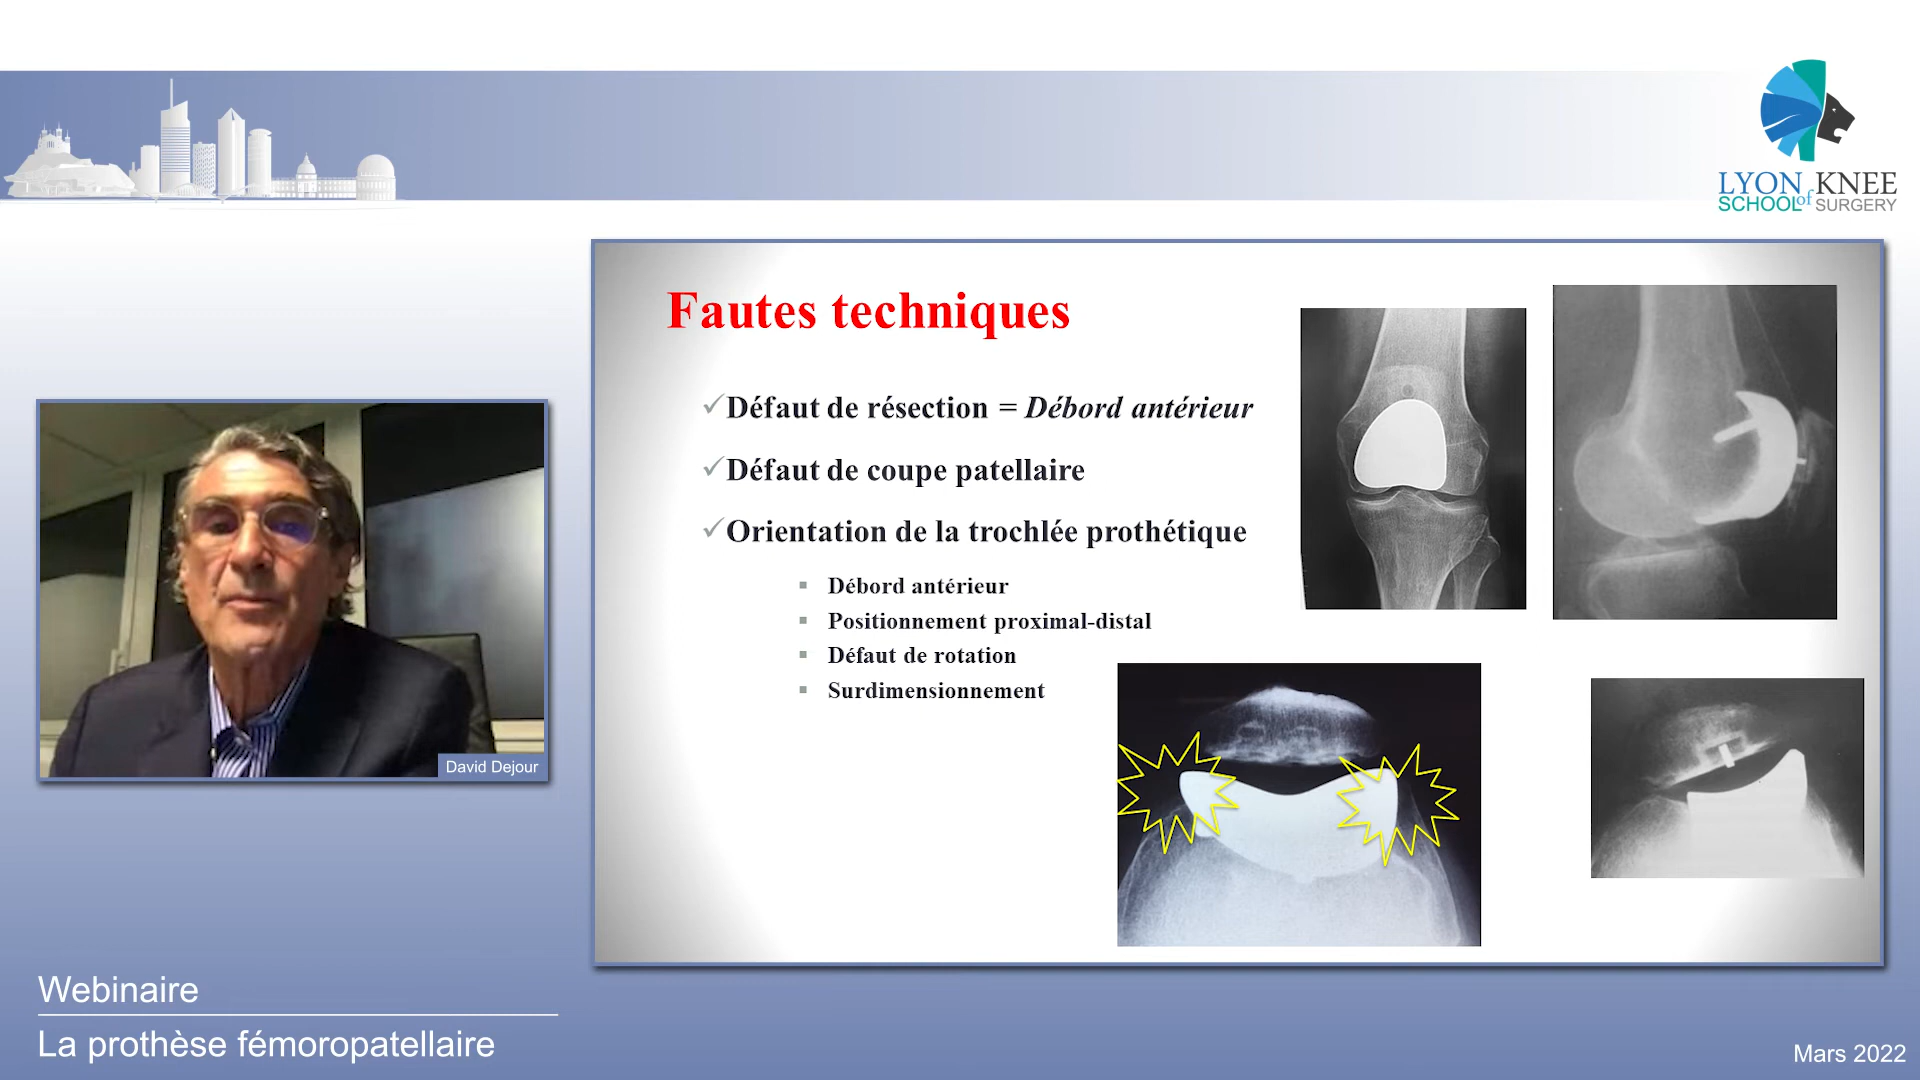 LYON of KNEE
SCHOOL SURGERY
Fautes techniques
Défaut de résection = Débord antérieur
Défaut de coupe patellaire
Orientation de la trochlée prothétique
Débord antérieur
Positionnement proximal-distal
Défaut de rotation
Surdimensionnement
David Dejour
Webinaire
La prothèse fémoropatellaire
Mars 2022